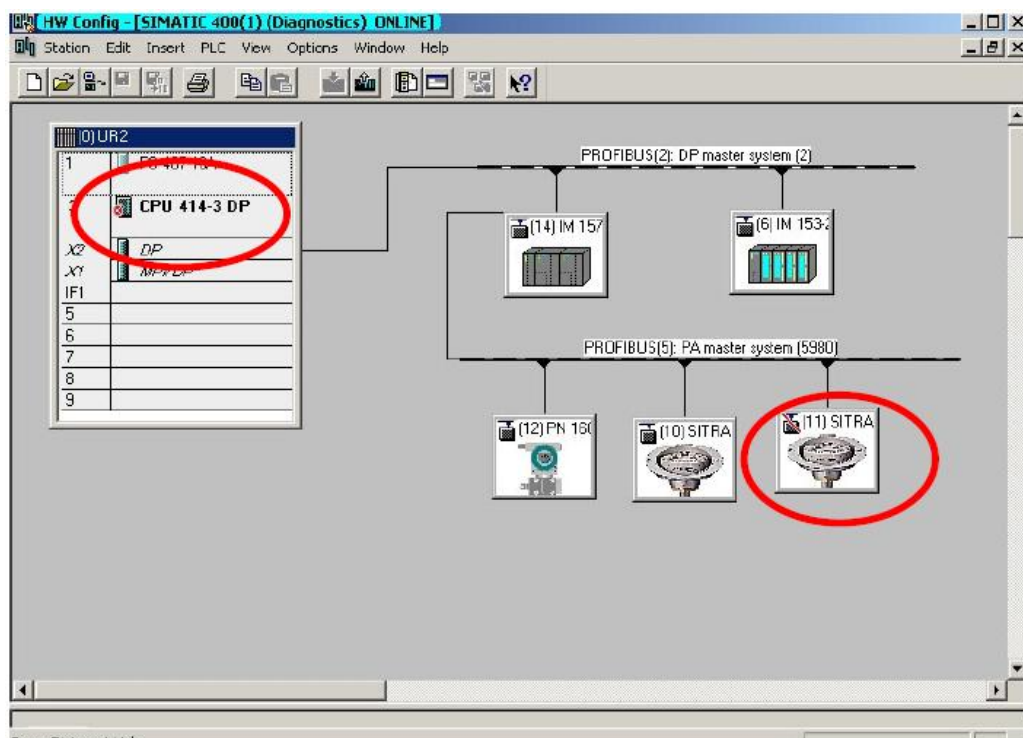 HW Config - [SIMATIC 400(1) (Diagnostics) ONLINE]
Station Edit Insert PLC View Options Window Help
(0) UR2
1
CPU 414-3 DP
X2 DP
X1
IF1
5
6
7
8
9
PROFIBUS(2): DP master system (2)
(14) IM 157
(6) IM 153-2
PROFIBUS(5): PA master system (5980)
(12) PN 160
(10) SITRA
(11) SITRA